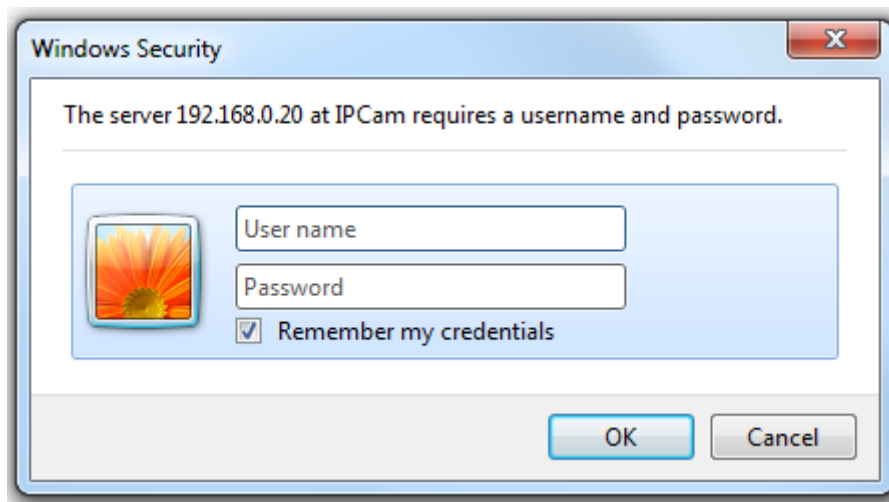 Windows Security
The server 192.168.0.20 at IPCam requires a username and password.
User name
Password
Remember my credentials
OK
Cancel